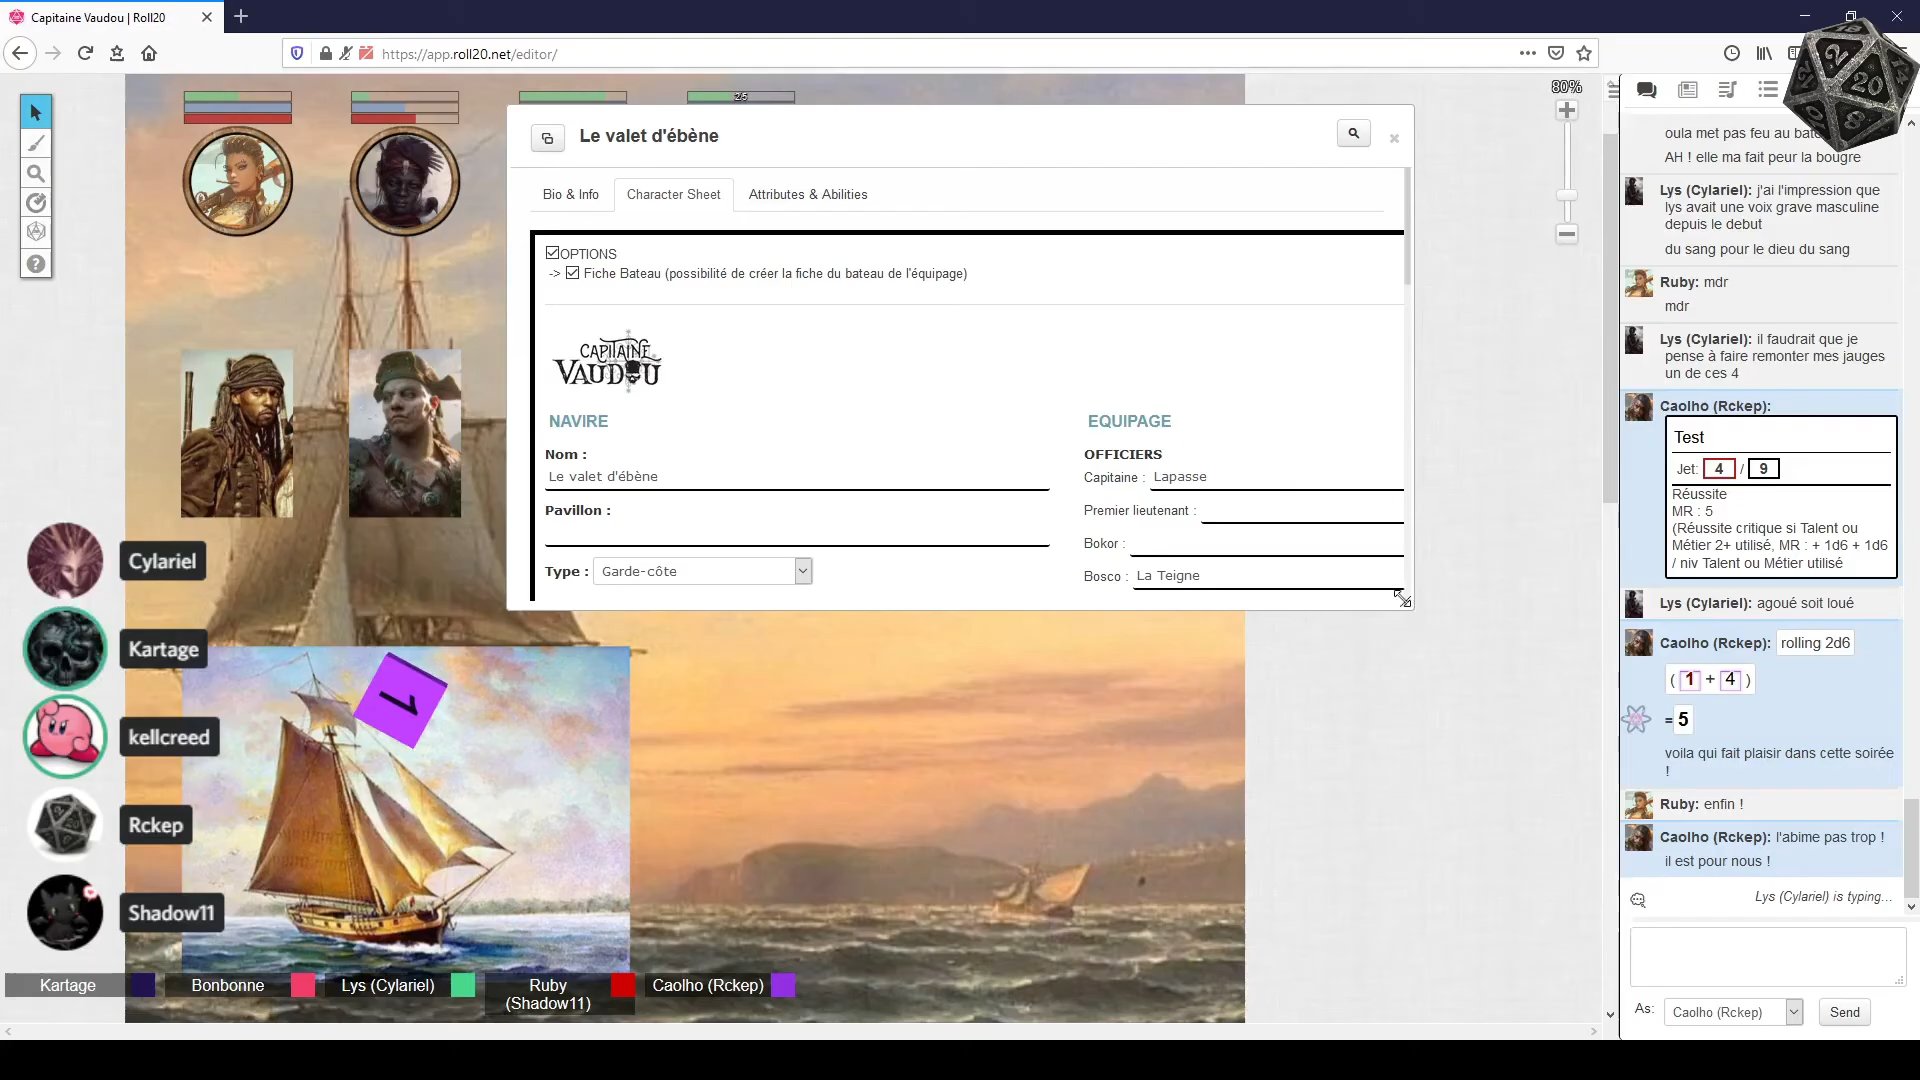 Capitaine Vaudou | Roll20
https://app.roll20.net/editor/
80%
25
Le valet d'ébène
Bio & Info
Character Sheet
Attributes & Abilities
OPTIONS
-> Fiche Bateau (possibilité de créer la fiche du bateau de l'équipage)
CAPITAINE
VAUDOU
NAVIRE
Nom :
Le valet d'ébène
Pavillon :
Type : Garde-côte
EQUIPAGE
OFFICIERS
Capitaine : Lapasse
Premier lieutenant :
Bokor :
Bosco : La Teigne
1
Cylariel
Kartage
kellcreed
Rckep
Shadow11
Kartage
Bonbonne
Lys (Cylariel)
Ruby
(Shadow11)
Caolho (Rckep)
20
2
8
oula met pas feu au bate
AH ! elle ma fait peur la bougre
Lys (Cylariel): j'ai l'impression que
lys avait une voix grave masculine
depuis le debut
du sang pour le dieu du sang
Ruby: mdr
mdr
Lys (Cylariel): il faudrait que je
pense à faire remonter mes jauges
un de ces 4
Caolho (Rckep):
Test
Jet: 4 / 9
Réussite
MR : 5
(Réussite critique si Talent ou
Métier 2+ utilisé, MR : + 1d6 + 1d6
/ niv Talent ou Métier utilisé
Lys (Cylariel): agoué soit loué
Caolho (Rckep): rolling 2d6
( 1 + 4 )
= 5
voila qui fait plaisir dans cette soirée
!
Ruby: enfin !
Caolho (Rckep): l'abime pas trop !
il est pour nous !
Lys (Cylariel) is typing...
As: Caolho (Rckep) Send